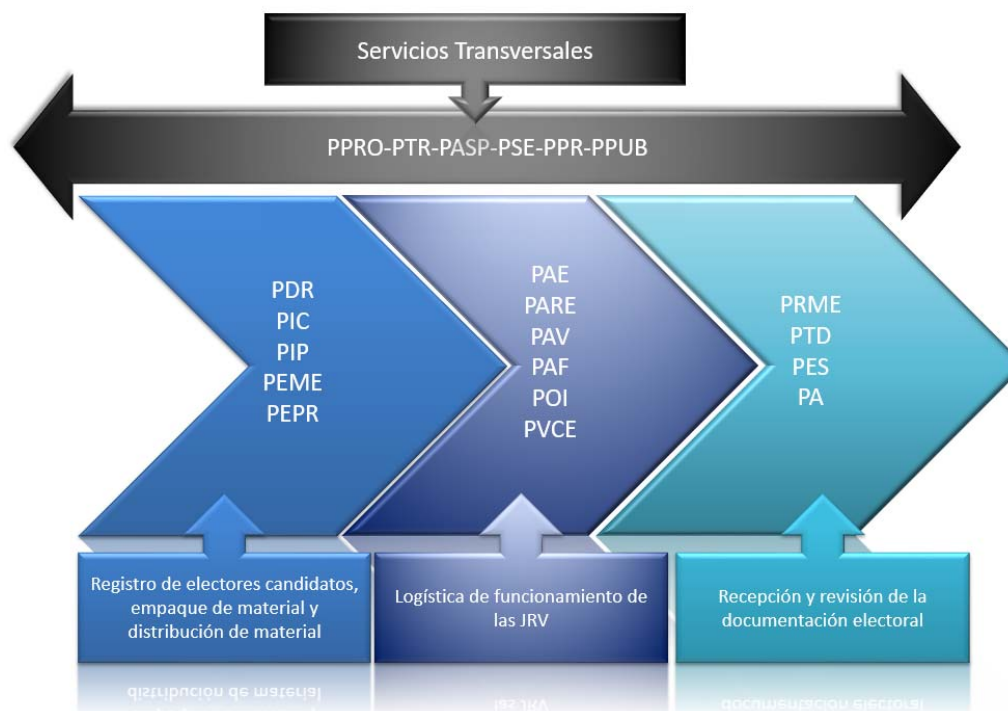 Servicios Transversales
PPRO-PTR-PASP-PSE-PPR-PPUB
PDR
PIC
PIP
PEME
PEPR
PAE
PARE
PAV
PAF
POI
PVCE
PRME
PTD
PES
PA
Registro de electores candidatos,
empaque de material y
distribución de material
Logística de funcionamiento de
las JRV
Recepción y revisión de la
documentación electoral